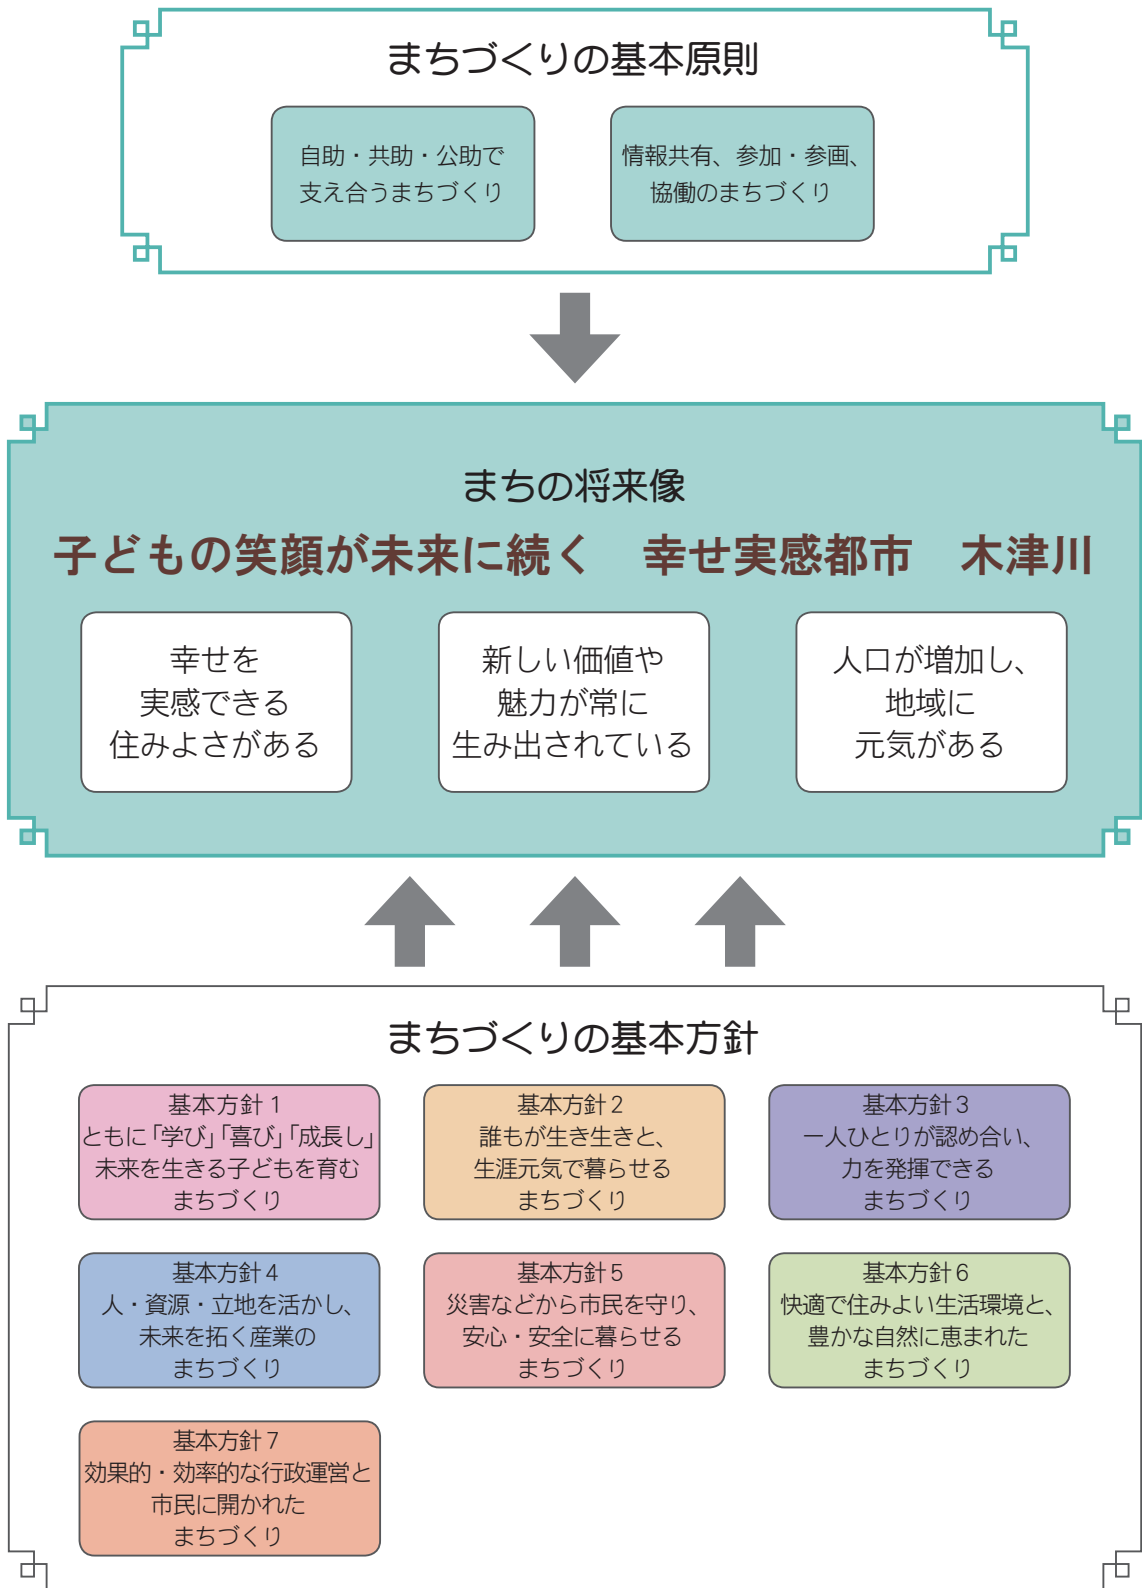 まちづくりの基本原則
自助・共助・公助で
支え合うまちづくり
情報共有、参加・参画、
協働のまちづくり
まちの将来像
子どもの笑顔が未来に続く　幸せ実感都市　木津川
幸せを
実感できる
住みよさがある
新しい価値や
魅力が常に
生み出されている
人口が増加し、
地域に
元気がある
まちづくりの基本方針
基本方針1
ともに「学び」「喜び」「成長し」
未来を生きる子どもを育む
まちづくり
基本方針2
誰もが生き生きと、
生涯元気で暮らせる
まちづくり
基本方針3
一人ひとりが認め合い、
力を発揮できる
まちづくり
基本方針4
人・資源・立地を活かし、
未来を拓く産業の
まちづくり
基本方針5
災害などから市民を守り、
安心・安全に暮らせる
まちづくり
基本方針6
快適で住みよい生活環境と、
豊かな自然に恵まれた
まちづくり
基本方針7
効果的・効率的な行政運営と
市民に開かれた
まちづくり